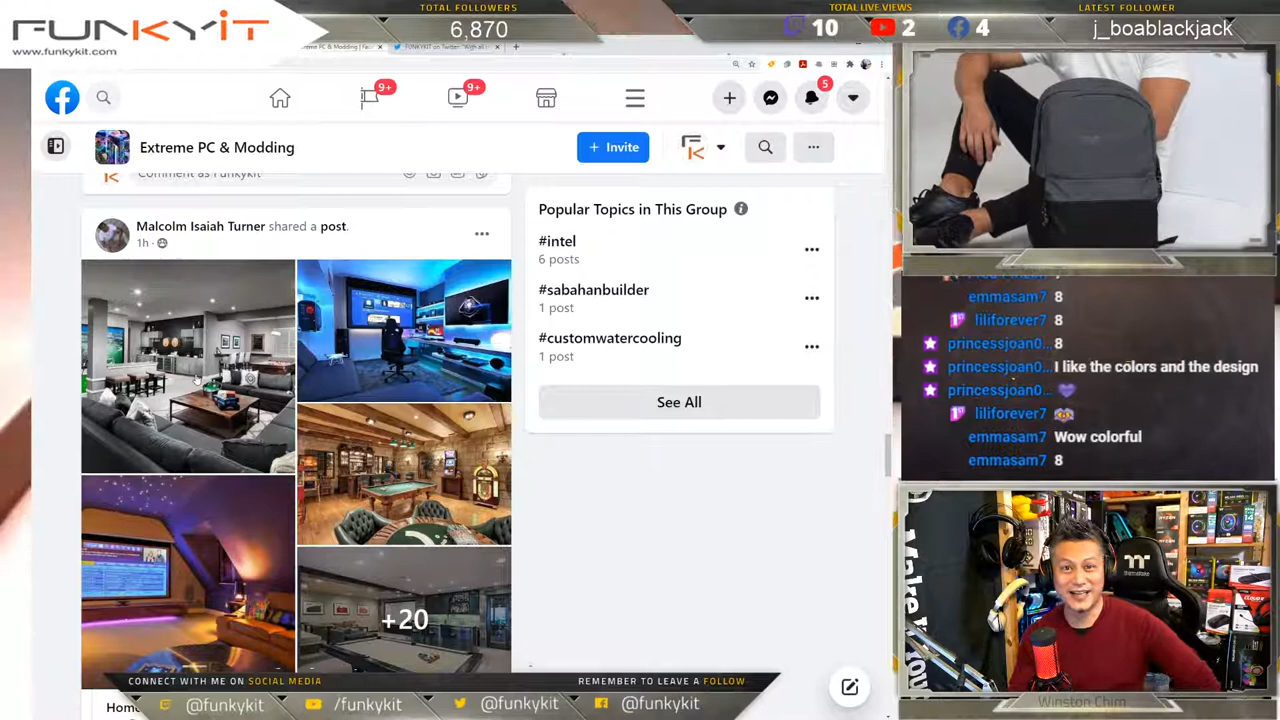 FUNKYiT
www.funkykit.com
TOTAL FOLLOWERS
6,870
TOTAL LIVE VIEWS
10
2
4
LATEST FOLLOWER
j_boablackjack
9+
9+
5
Extreme PC & Modding
+ Invite
Comment as Funkykit
Malcolm Isaiah Turner shared a post.
1h
+20
Popular Topics in This Group
#intel
6 posts
#sabahanbuilder
1 post
#customwatercooling
1 post
See All
emmasam7 8
liliforever7 8
princessjoan0... 8
princessjoan0... I like the colors and the design
princessjoan0...
liliforever7
emmasam7 Wow colorful
emmasam7 8
CONNECT WITH ME ON SOCIAL MEDIA
REMEMBER TO LEAVE A FOLLOW
@funkykit
/funkykit
@funkykit
@funkykit
Winston Chim